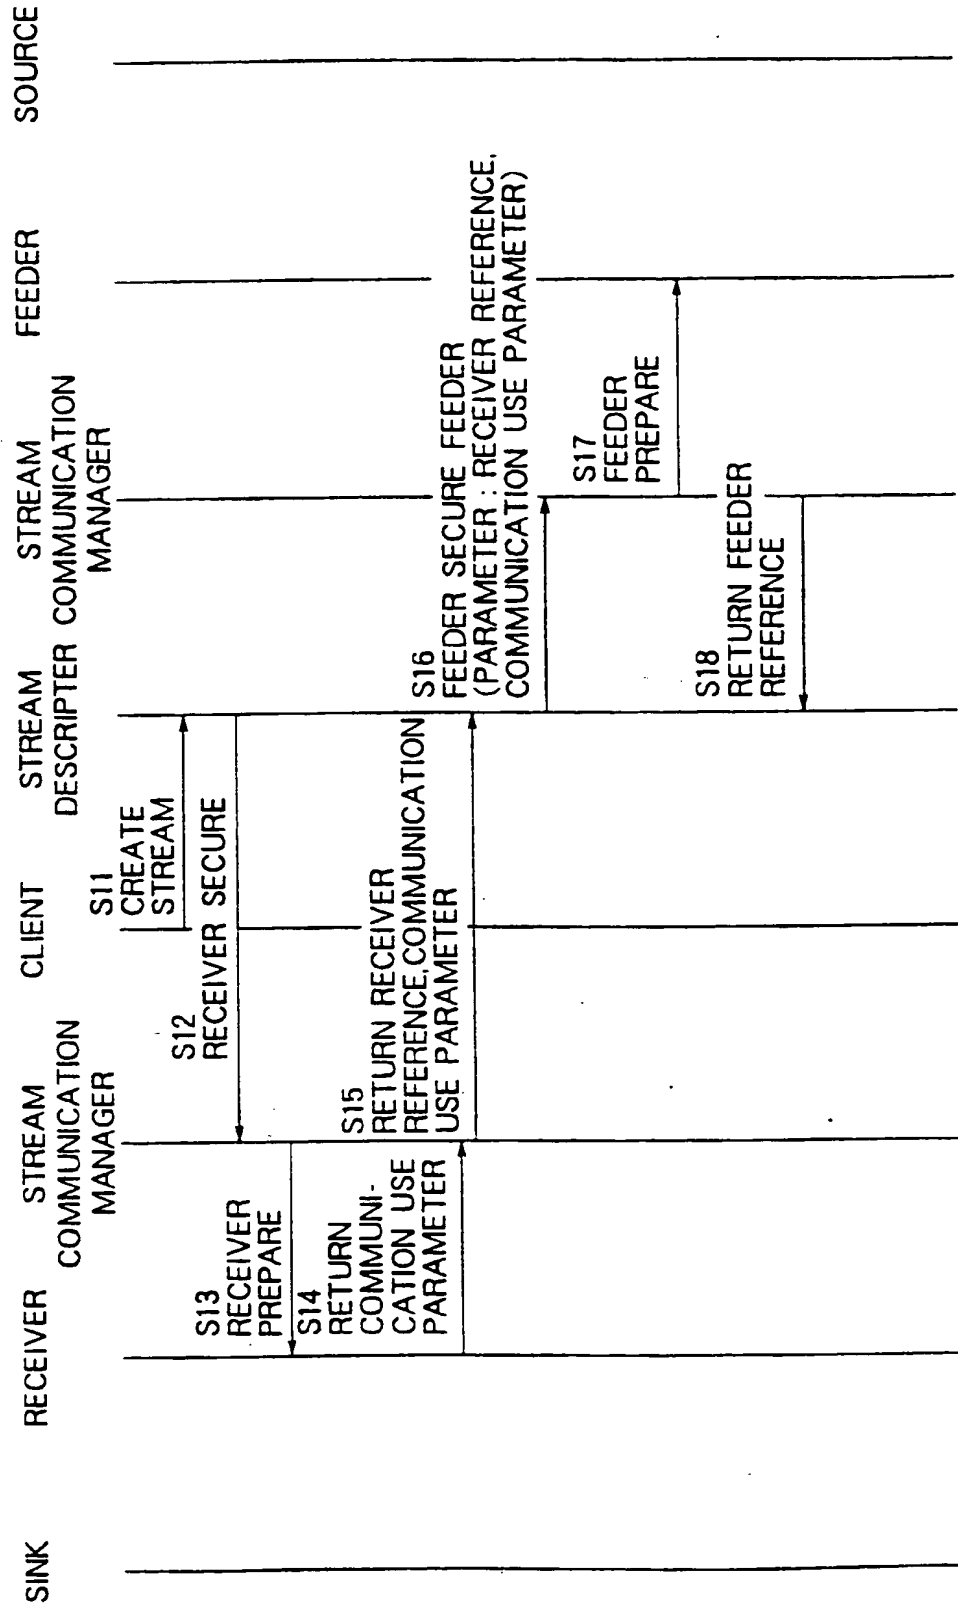 SINK
RECEIVER
STREAM
COMMUNICATION
MANAGER
CLIENT
STREAM
DESCRIPTER
STREAM
COMMUNICATION
MANAGER
FEEDER
SOURCE
S11
CREATE
STREAM
S12
RECEIVER SECURE
S13
RECEIVER
PREPARE
S14
RETURN
COMMUNI-
CATION USE
PARAMETER
S15
RETURN RECEIVER
REFERENCE,COMMUNICATION
USE PARAMETER
S16
FEEDER SECURE FEEDER
(PARAMETER : RECEIVER REFERENCE,
COMMUNICATION USE PARAMETER)
S17
FEEDER
PREPARE
S18
RETURN FEEDER
REFERENCE